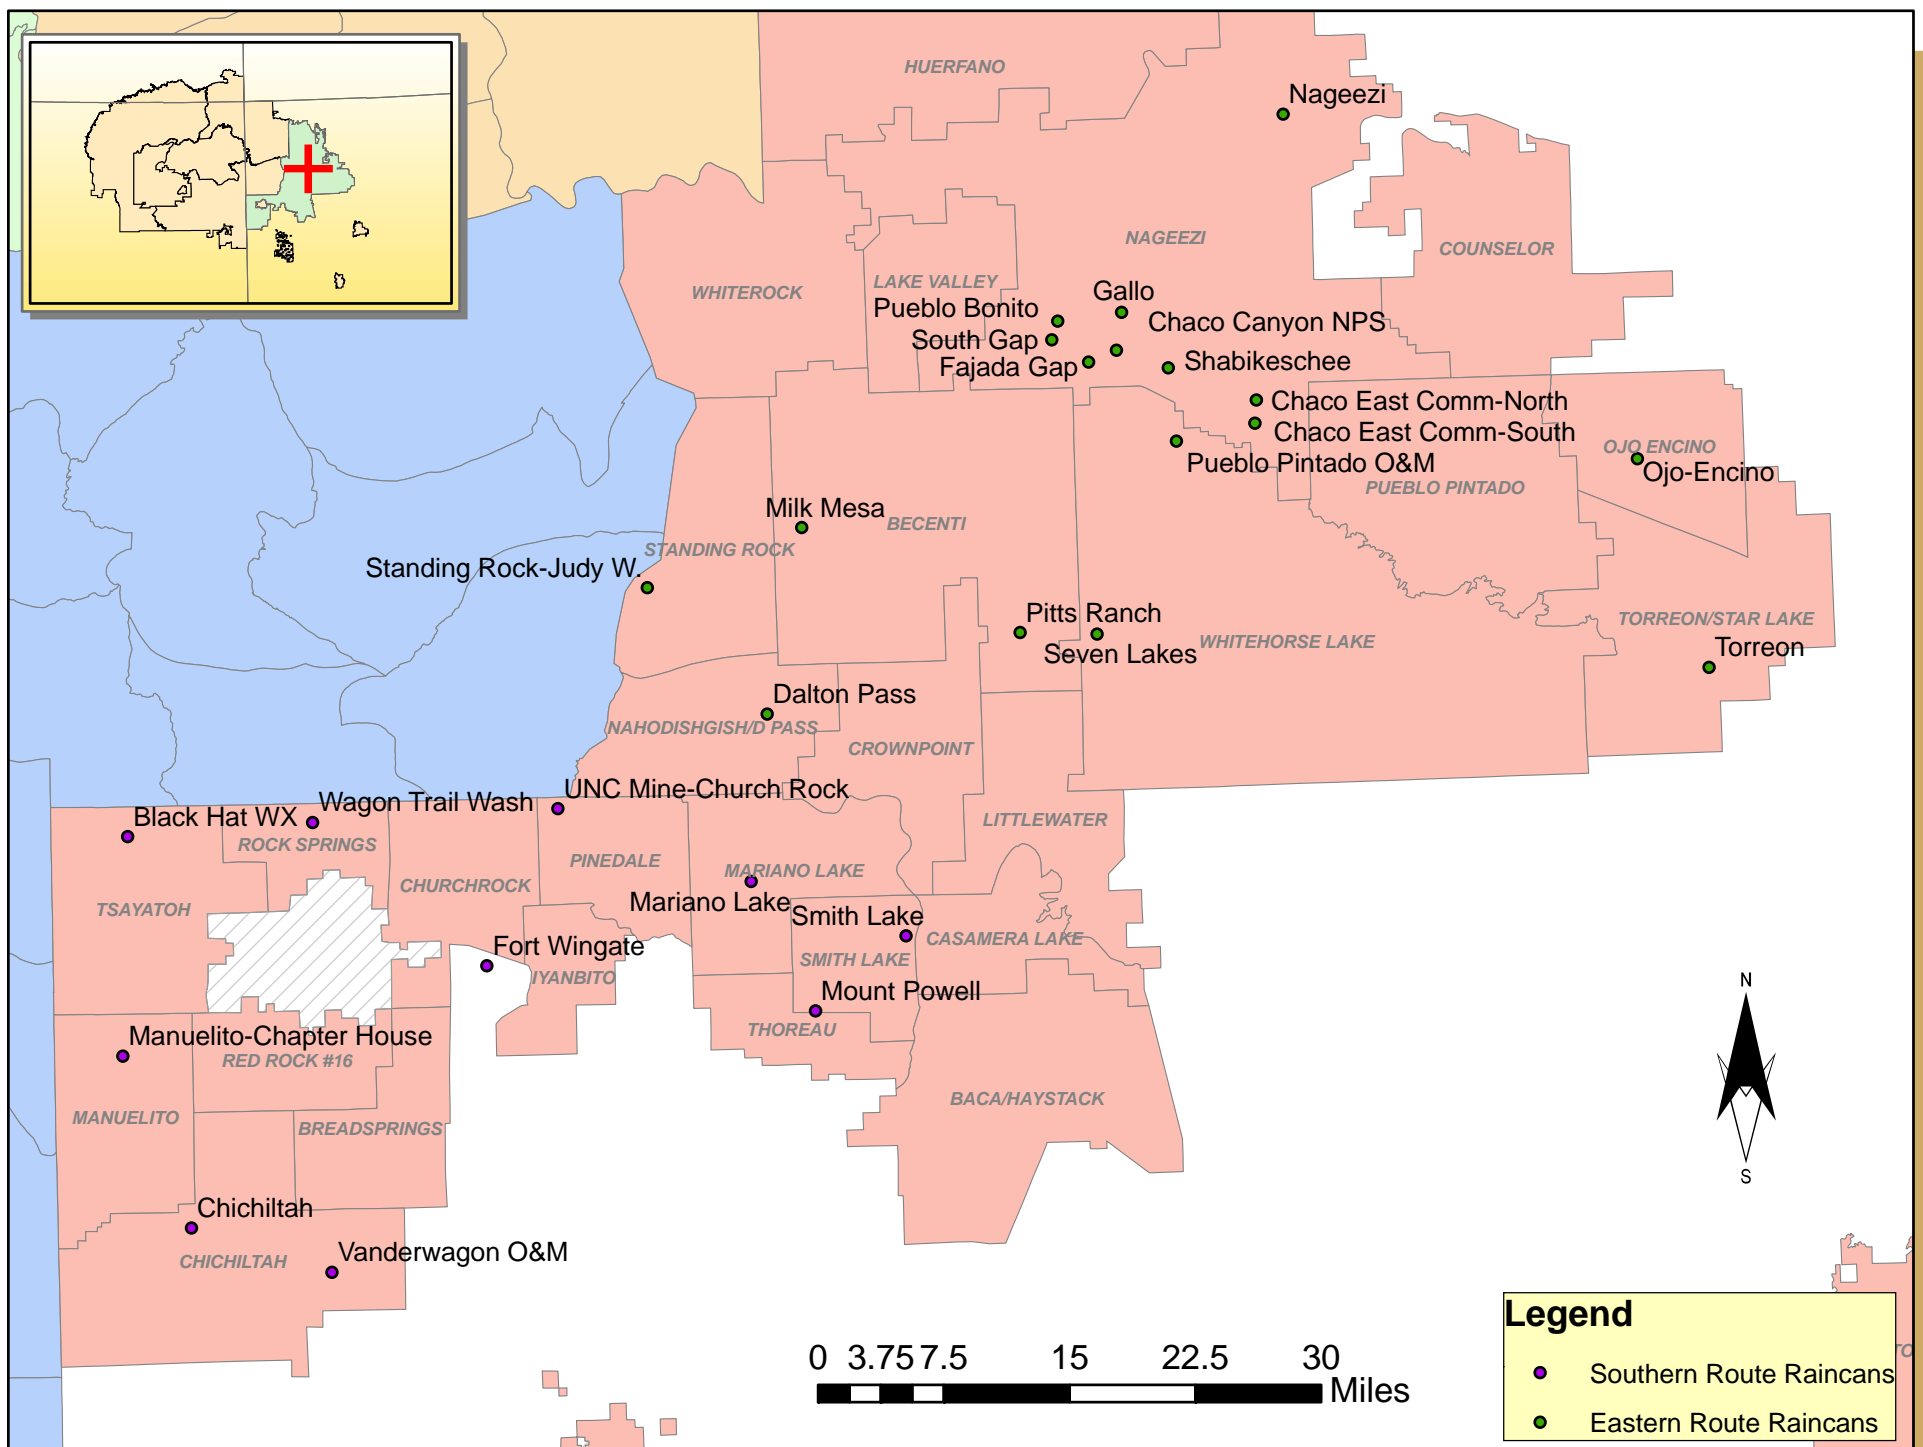 HUERFANO
Nageezi
NAGEEZI
COUNSELOR
LAKE VALLEY
WHITEROCK
Gallo
Pueblo Bonito
Chaco Canyon NPS
South Gap
Fajada Gap
Shabikeschee
Chaco East Comm-North
Chaco East Comm-South
OJO ENCINO
Pueblo Pintado O&M
Ojo-Encino
PUEBLO PINTADO
Milk Mesa
BECENTI
STANDING ROCK
Standing Rock-Judy W.
Pitts Ranch
TORREON/STAR LAKE
WHITEHORSE LAKE
Torreon
Seven Lakes
Dalton Pass
NAHODISHGISH/D PASS
CROWNPOINT
UNC Mine-Church Rock
Wagon Trail Wash
Black Hat WX
LITTLEWATER
ROCK SPRINGS
PINEDALE
MARIANO LAKE
CHURCHROCK
Mariano Lake
TSAYATOH
Smith Lake
CASAMERA LAKE
Fort Wingate
SMITH LAKE
IYANBITO
Mount Powell
THOREAU
Manuelito-Chapter House
RED ROCK #16
BACA/HAYSTACK
MANUELITO
BREADSPRINGS
Chichiltah
CHICHILTAH
Vanderwagon O&M
N
S
0 3.75 7.5 15 22.5 30
Miles
Legend
Southern Route Raincans
Eastern Route Raincans